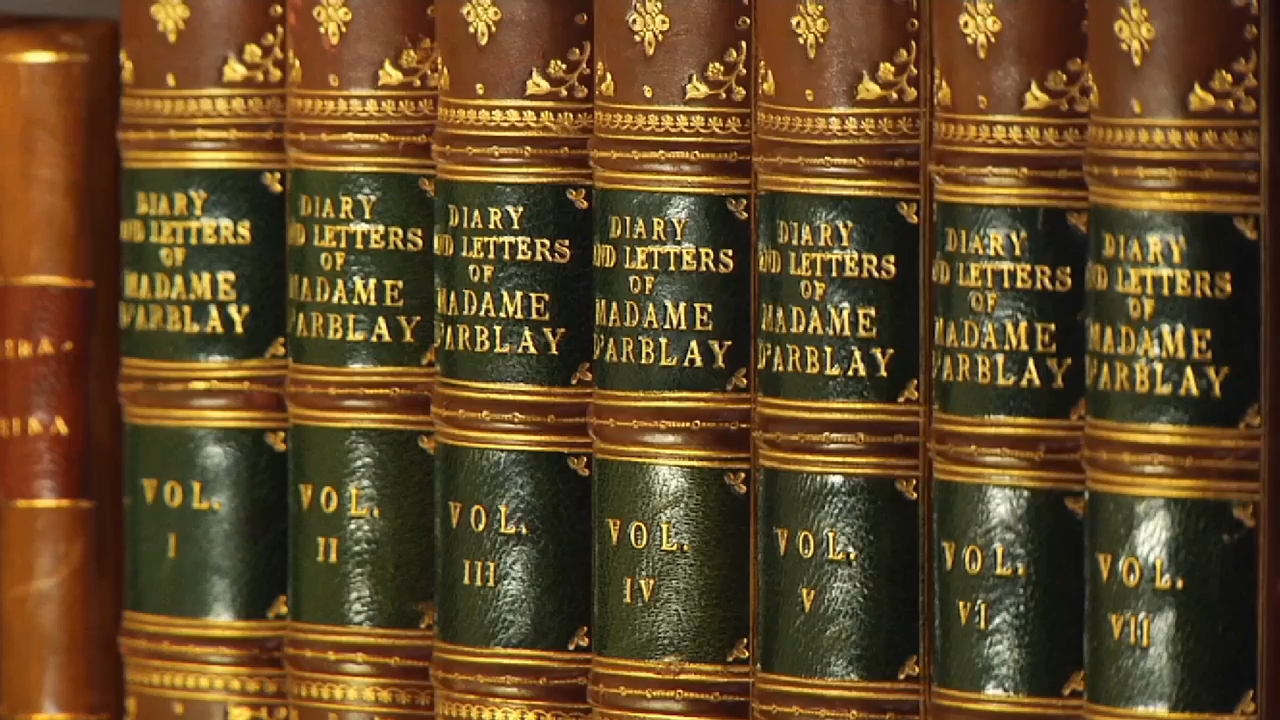 DIARY
AND LETTERS
OF
MADAME
D'ARBLAY
VOL.
I
DIARY
AND LETTERS
OF
MADAME
D'ARBLAY
VOL.
II
DIARY
AND LETTERS
OF
MADAME
D'ARBLAY
VOL.
III
DIARY
AND LETTERS
OF
MADAME
D'ARBLAY
VOL.
IV
DIARY
AND LETTERS
OF
MADAME
D'ARBLAY
VOL.
V
DIARY
AND LETTERS
OF
MADAME
D'ARBLAY
VOL.
VI
DIARY
AND LETTERS
OF
MADAME
D'ARBLAY
VOL.
VII